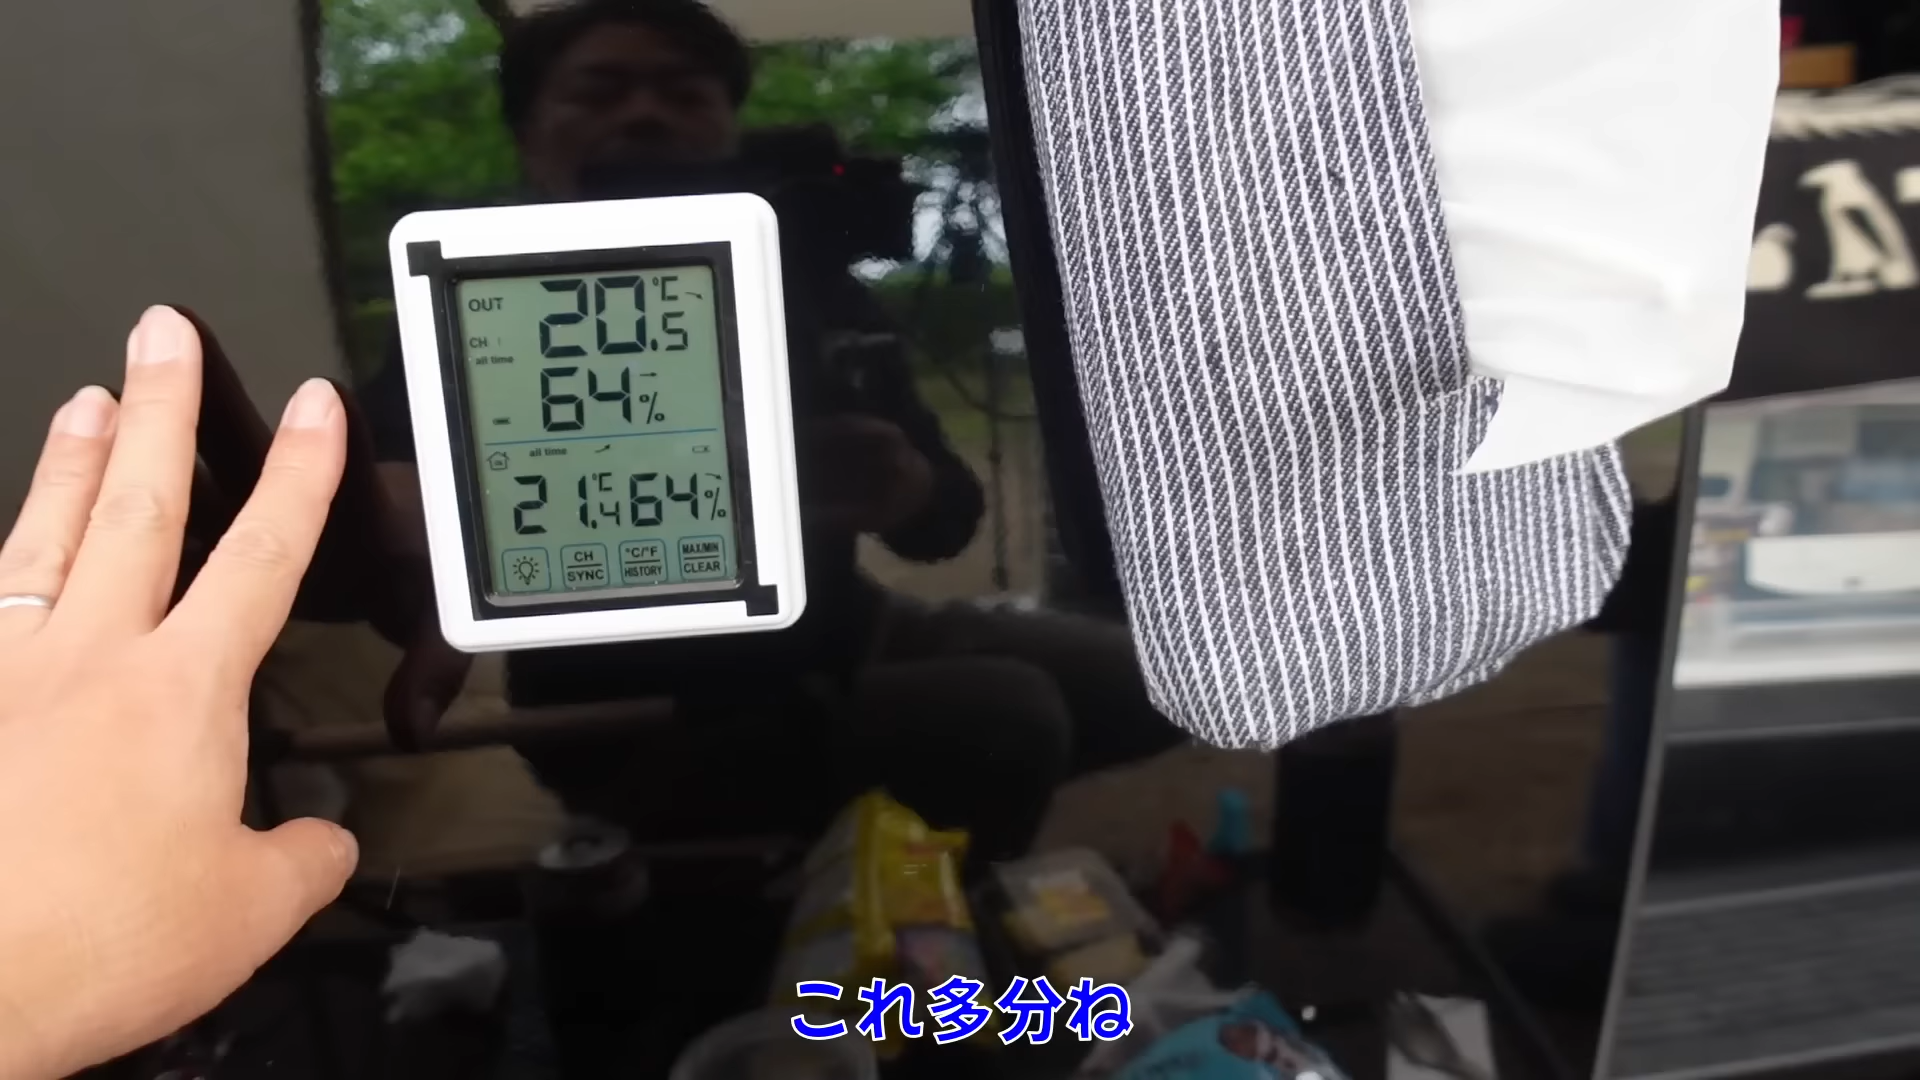 OUT 20.5 °C
CH
all time
64 %
all time
21.4 °C 64 %
CH SYNC
°C/°F HISTORY
MAX/MIN CLEAR
これ多分ね